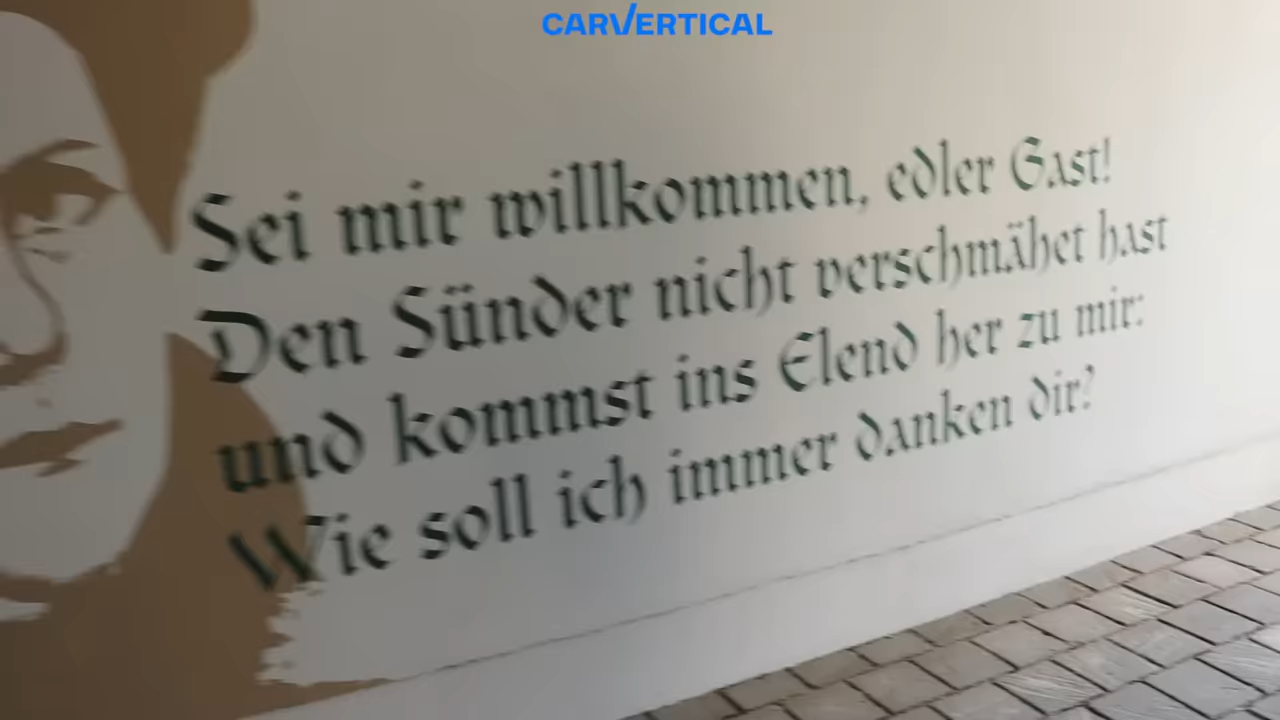 CARVERTICAL
Sei mir willkommen, edler Gast!
Den Sünder nicht verschmähet hast
und kommst ins Elend her zu mir:
Wie soll ich immer danken dir?